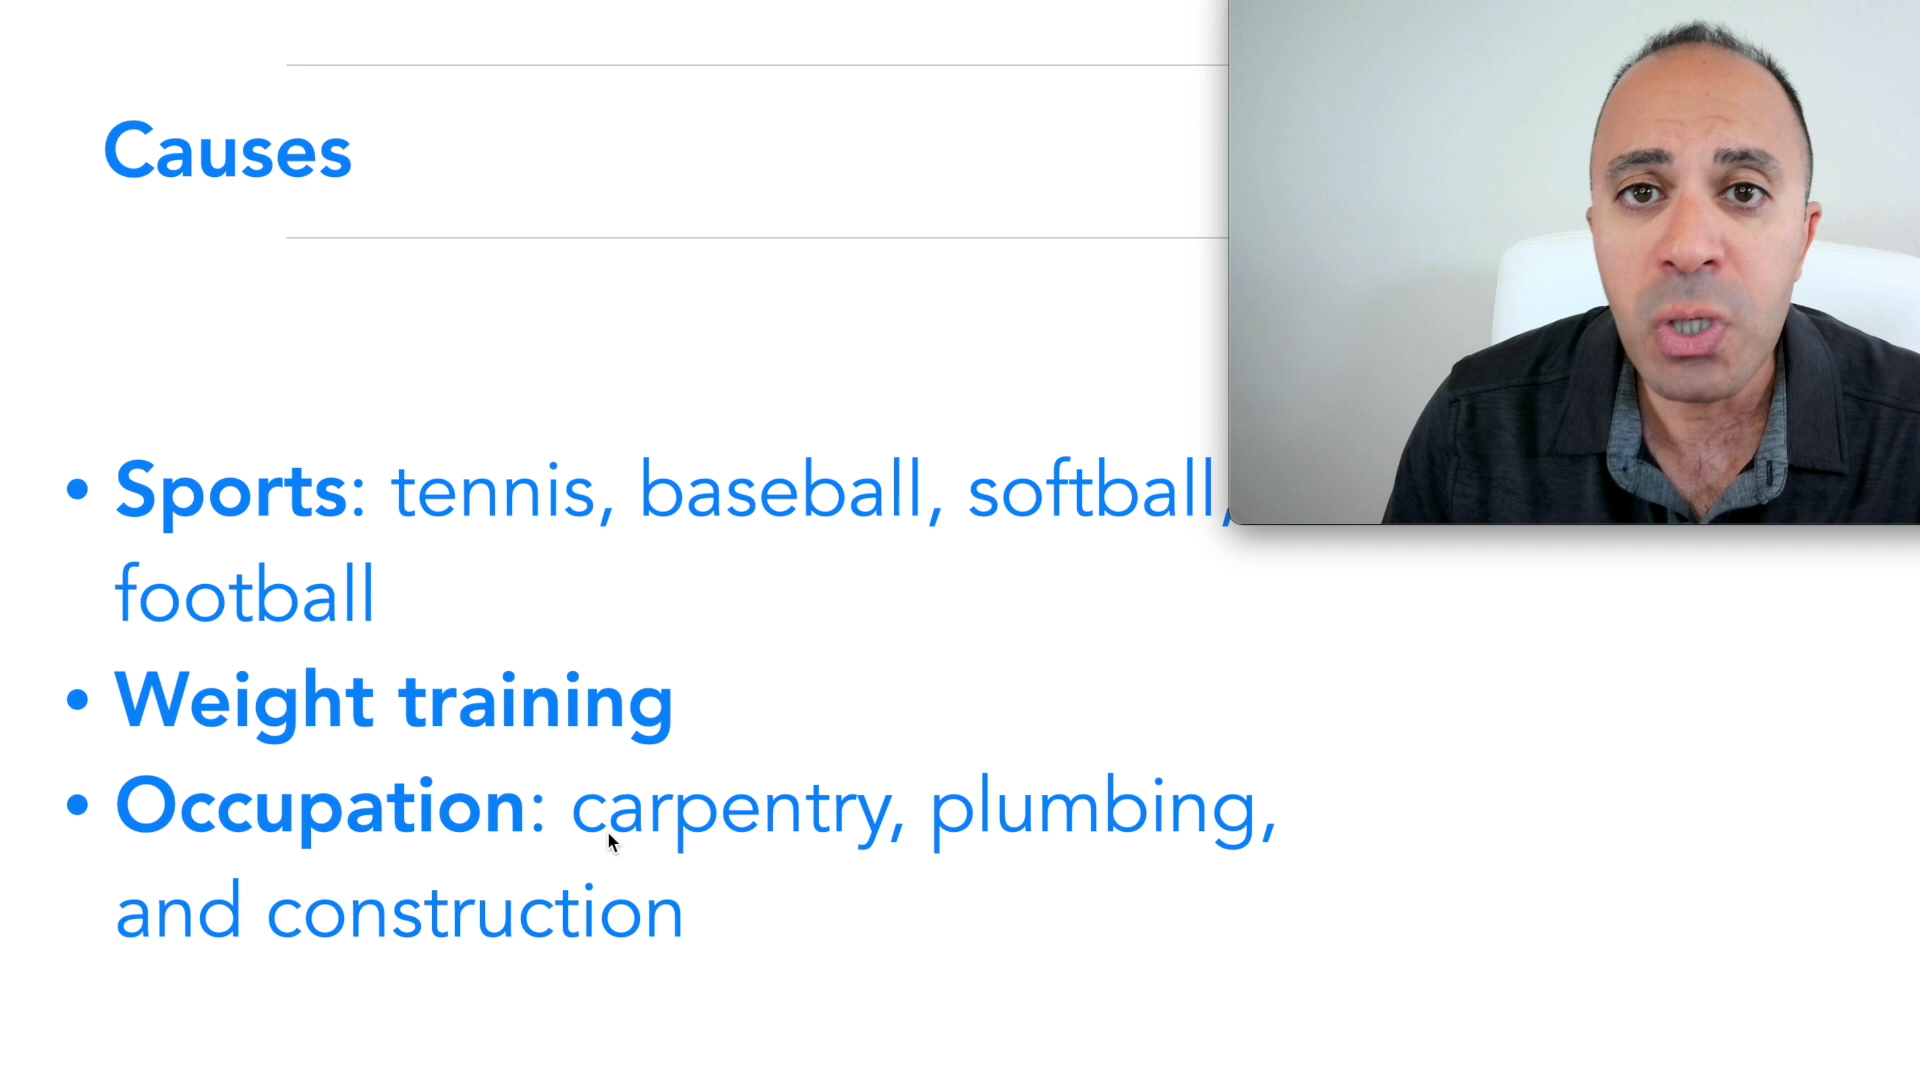 Causes
• Sports: tennis, baseball, softball,
football
• Weight training
• Occupation: carpentry, plumbing,
and construction